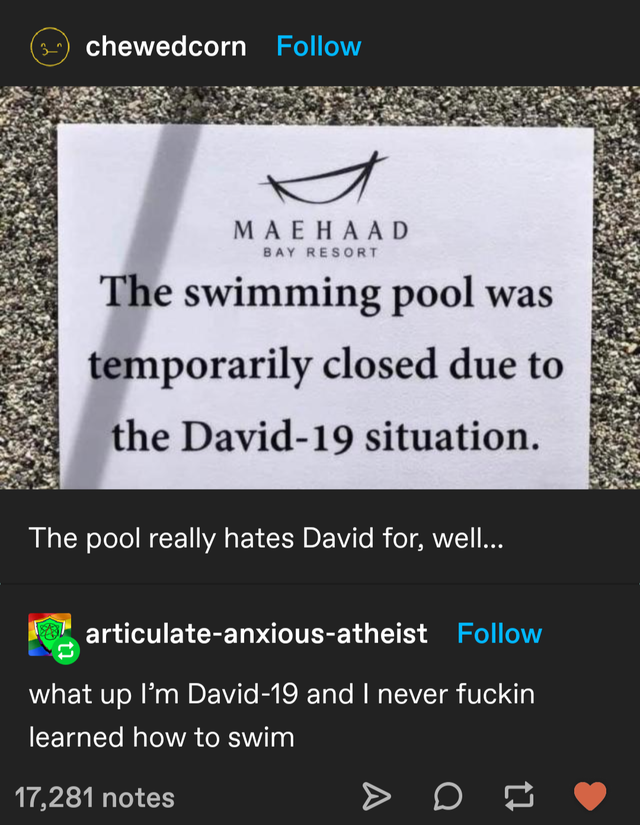 chewedcorn Follow
MAEHAAD
BAY RESORT
The swimming pool was
temporarily closed due to
the David-19 situation.
The pool really hates David for, well...
articulate-anxious-atheist Follow
what up I'm David-19 and I never fuckin
learned how to swim
17,281 notes